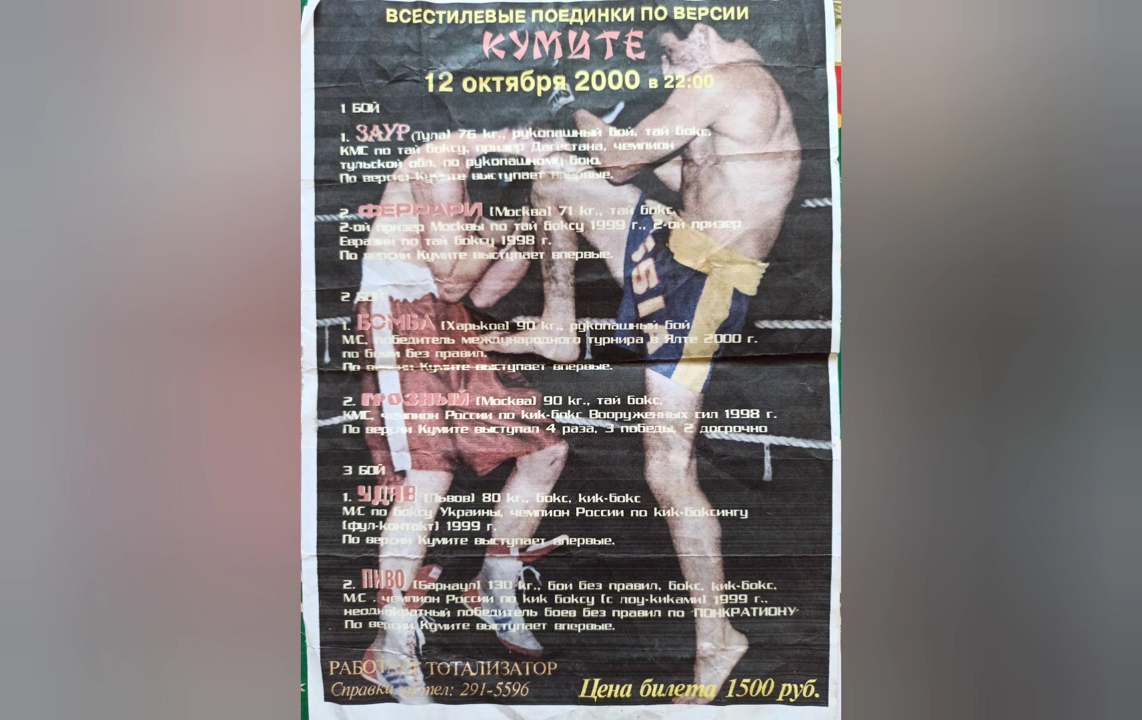 ВСЕСТИЛЕВЫЕ ПОЕДИНКИ ПО ВЕРСИИ
КУМИТЕ
12 октября 2000 в 22:00
1 БОЙ
1. ЗАУР (Тула) 76 кг., рукопашный бой, тай бокс,
КМС по тай боксу, призер Дагестана, чемпион
тульской обл. по рукопашному бою.
По версии Кумите выступает впервые.
2. ФЕРРАРИ (Москва) 71 кг., тай бокс,
2-ой призер Москвы по тай боксу 1999 г., 2-ой призер
Евразии по тай боксу 1998 г.
По версии Кумите выступает впервые.
2 БОЙ
1. БОМБА (Харьков) 90 кг., рукопашный бой
МС, победитель международного турнира в Ялте 2000 г.
по боям без правил.
По версии Кумите выступает впервые.
2. ГРОЗНЫЙ (Москва) 90 кг., тай бокс,
КМС, чемпион России по кик-бокс Вооруженных сил 1998 г.
По версии Кумите выступал 4 раза, 3 победы, 2 досрочно
3 БОЙ
1. УДАВ (Львов) 80 кг., бокс, кик-бокс
МС по боксу Украины, чемпион России по кик-боксингу
(фул-контакт) 1999 г.
По версии Кумите выступает впервые.
2. ПИВО (Барнаул) 130 кг., бои без правил, бокс, кик-бокс,
МС , чемпион России по кик боксу (с лоу-киками) 1999 г.,
неоднократный победитель боев без правил по "ПОНКРАТИОНУ"
По версии Кумите выступает впервые.
РАБОТАЕТ ТОТАЛИЗАТОР
Справки по тел: 291-5596
Цена билета 1500 руб.